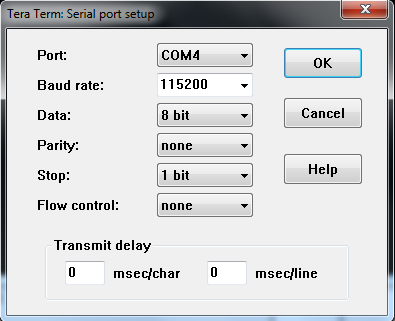 Tera Term: Serial port setup
Port: COM4 OK
Baud rate: 115200
Data: 8 bit Cancel
Parity: none
Stop: 1 bit Help
Flow control: none
Transmit delay
0 msec/char 0 msec/line